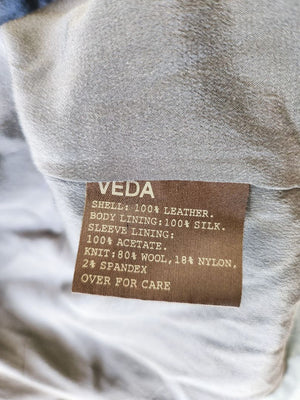 VEDA
SHELL: 100% LEATHER.
BODY LINING:100% SILK.
SLEEVE LINING:
100% ACETATE.
KNIT:80% WOOL,18% NYLON,
2% SPANDEX
OVER FOR CARE